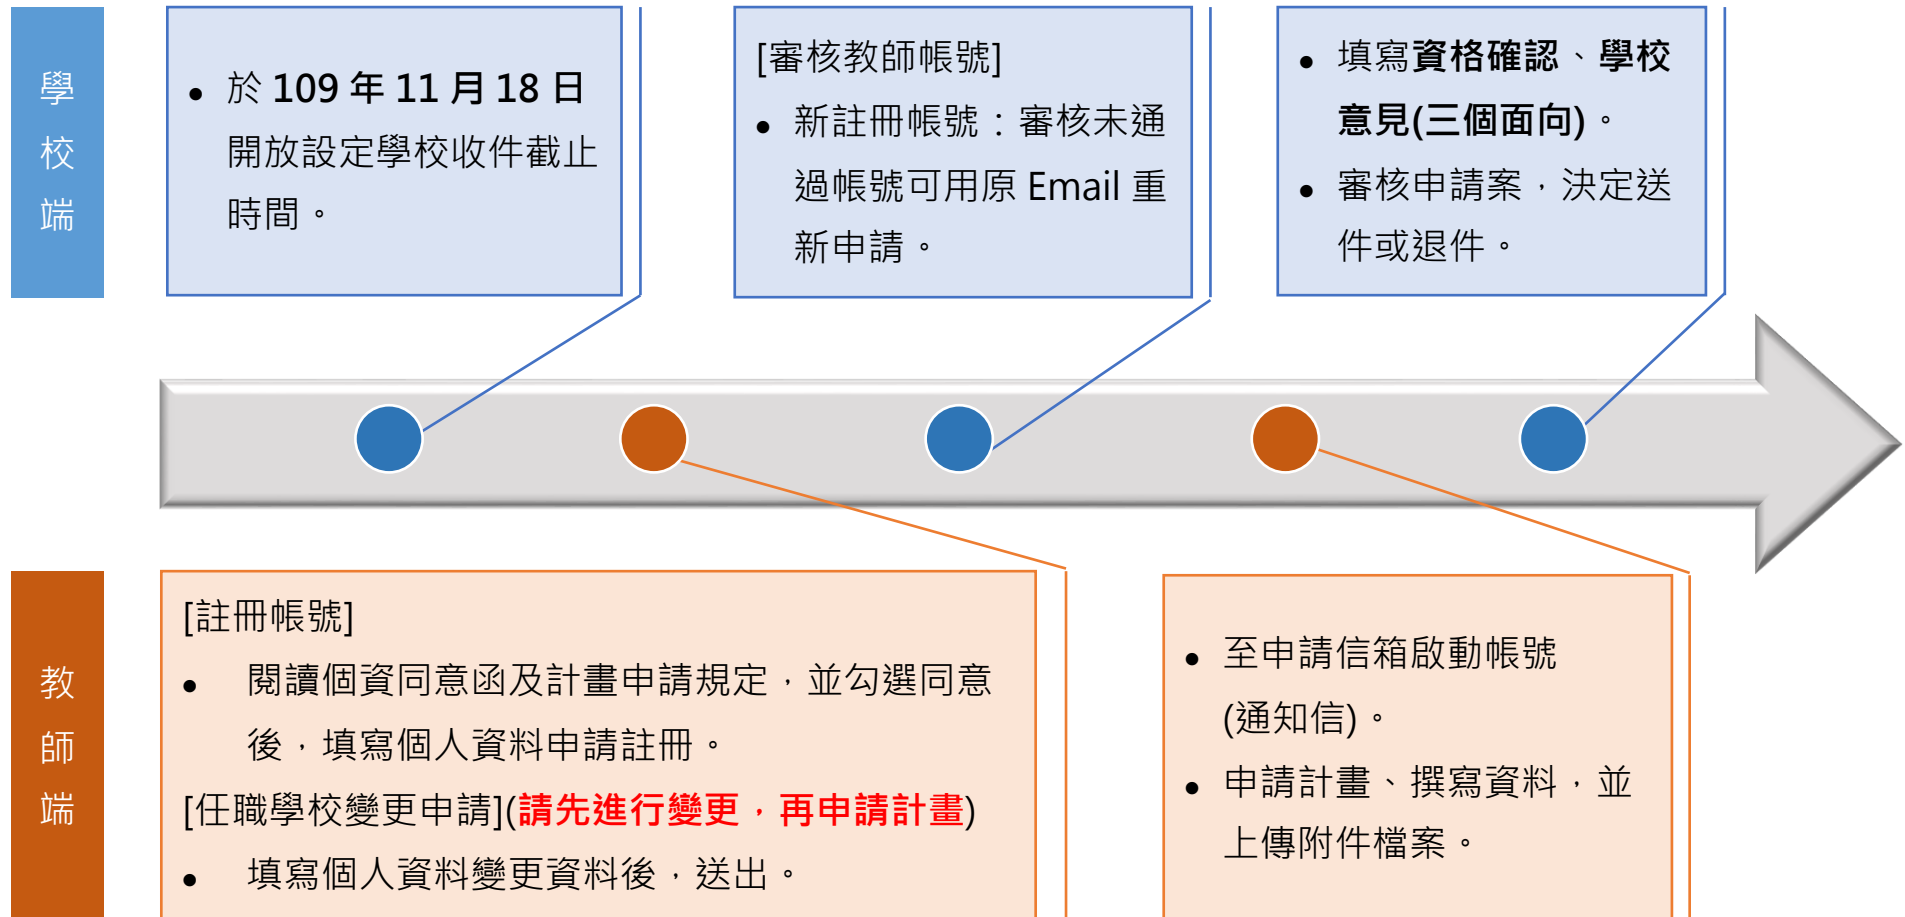 學校端
於 109 年 11 月 18 日
開放設定學校收件截止
時間。
[審核教師帳號]
新註冊帳號：審核未通
過帳號可用原 Email 重
新申請。
填寫資格確認、學校
意見(三個面向)。
審核申請案，決定送
件或退件。
教師端
[註冊帳號]
閱讀個資同意函及計畫申請規定，並勾選同意
後，填寫個人資料申請註冊。
[任職學校變更申請](請先進行變更，再申請計畫)
填寫個人資料變更資料後，送出。
至申請信箱啟動帳號
(通知信)。
申請計畫、撰寫資料，並
上傳附件檔案。